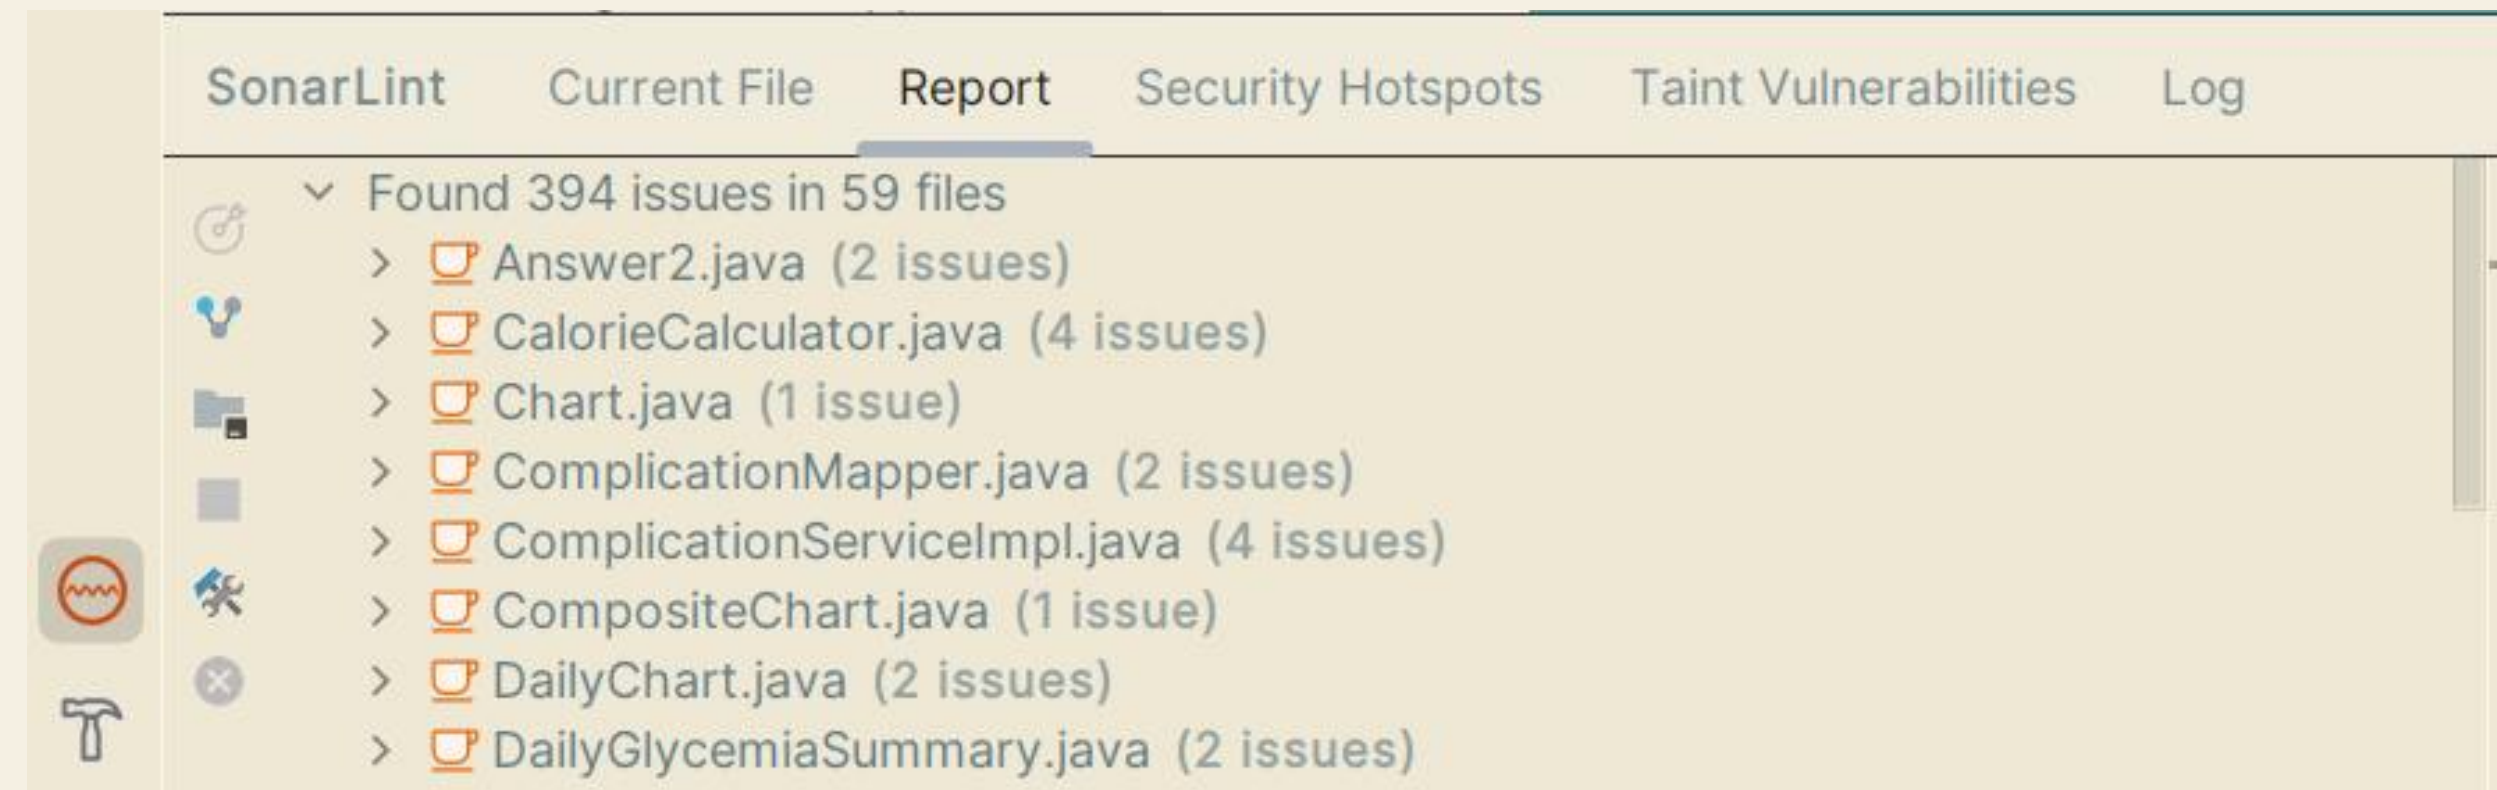 SonarLint Current File Report Security Hotspots Taint Vulnerabilities Log
Found 394 issues in 59 files
Answer2.java (2 issues)
CalorieCalculator.java (4 issues)
Chart.java (1 issue)
ComplicationMapper.java (2 issues)
ComplicationServiceImpl.java (4 issues)
CompositeChart.java (1 issue)
DailyChart.java (2 issues)
DailyGlycemiaSummary.java (2 issues)